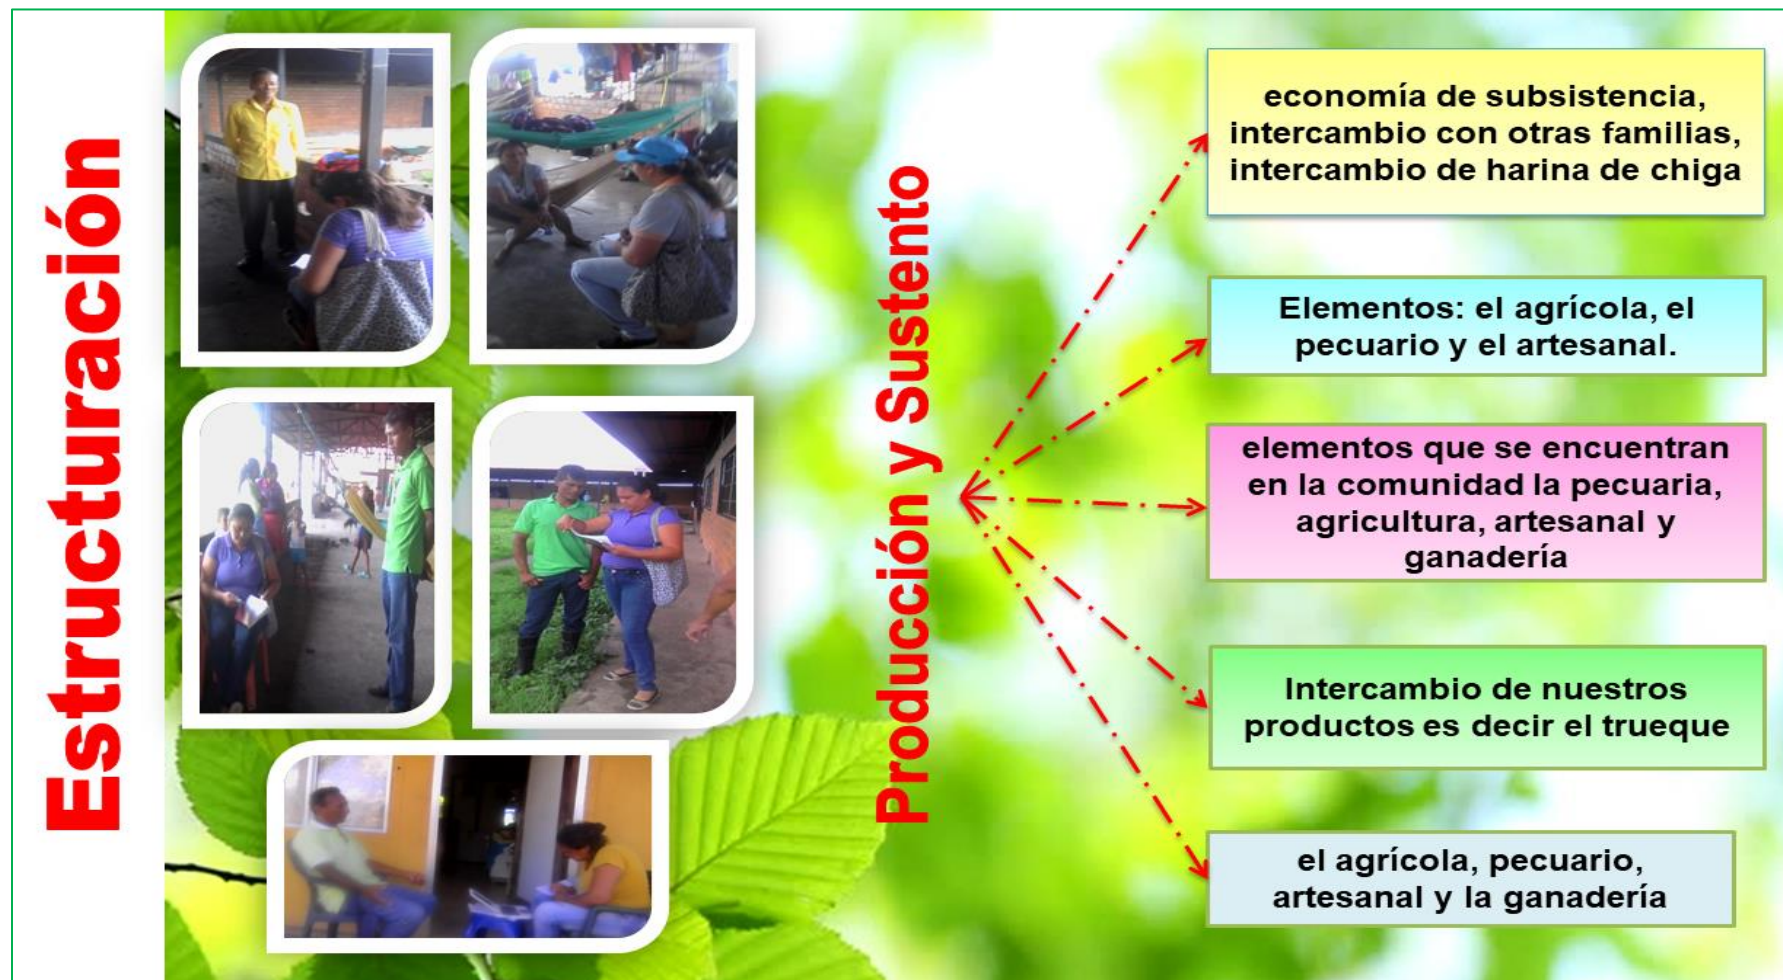 Estructuración
Producción y Sustento
economía de subsistencia,
intercambio con otras familias,
intercambio de harina de chiga
Elementos: el agrícola, el
pecuario y el artesanal.
elementos que se encuentran
en la comunidad la pecuaria,
agricultura, artesanal y
ganadería
Intercambio de nuestros
productos es decir el trueque
el agrícola, pecuario,
artesanal y la ganadería